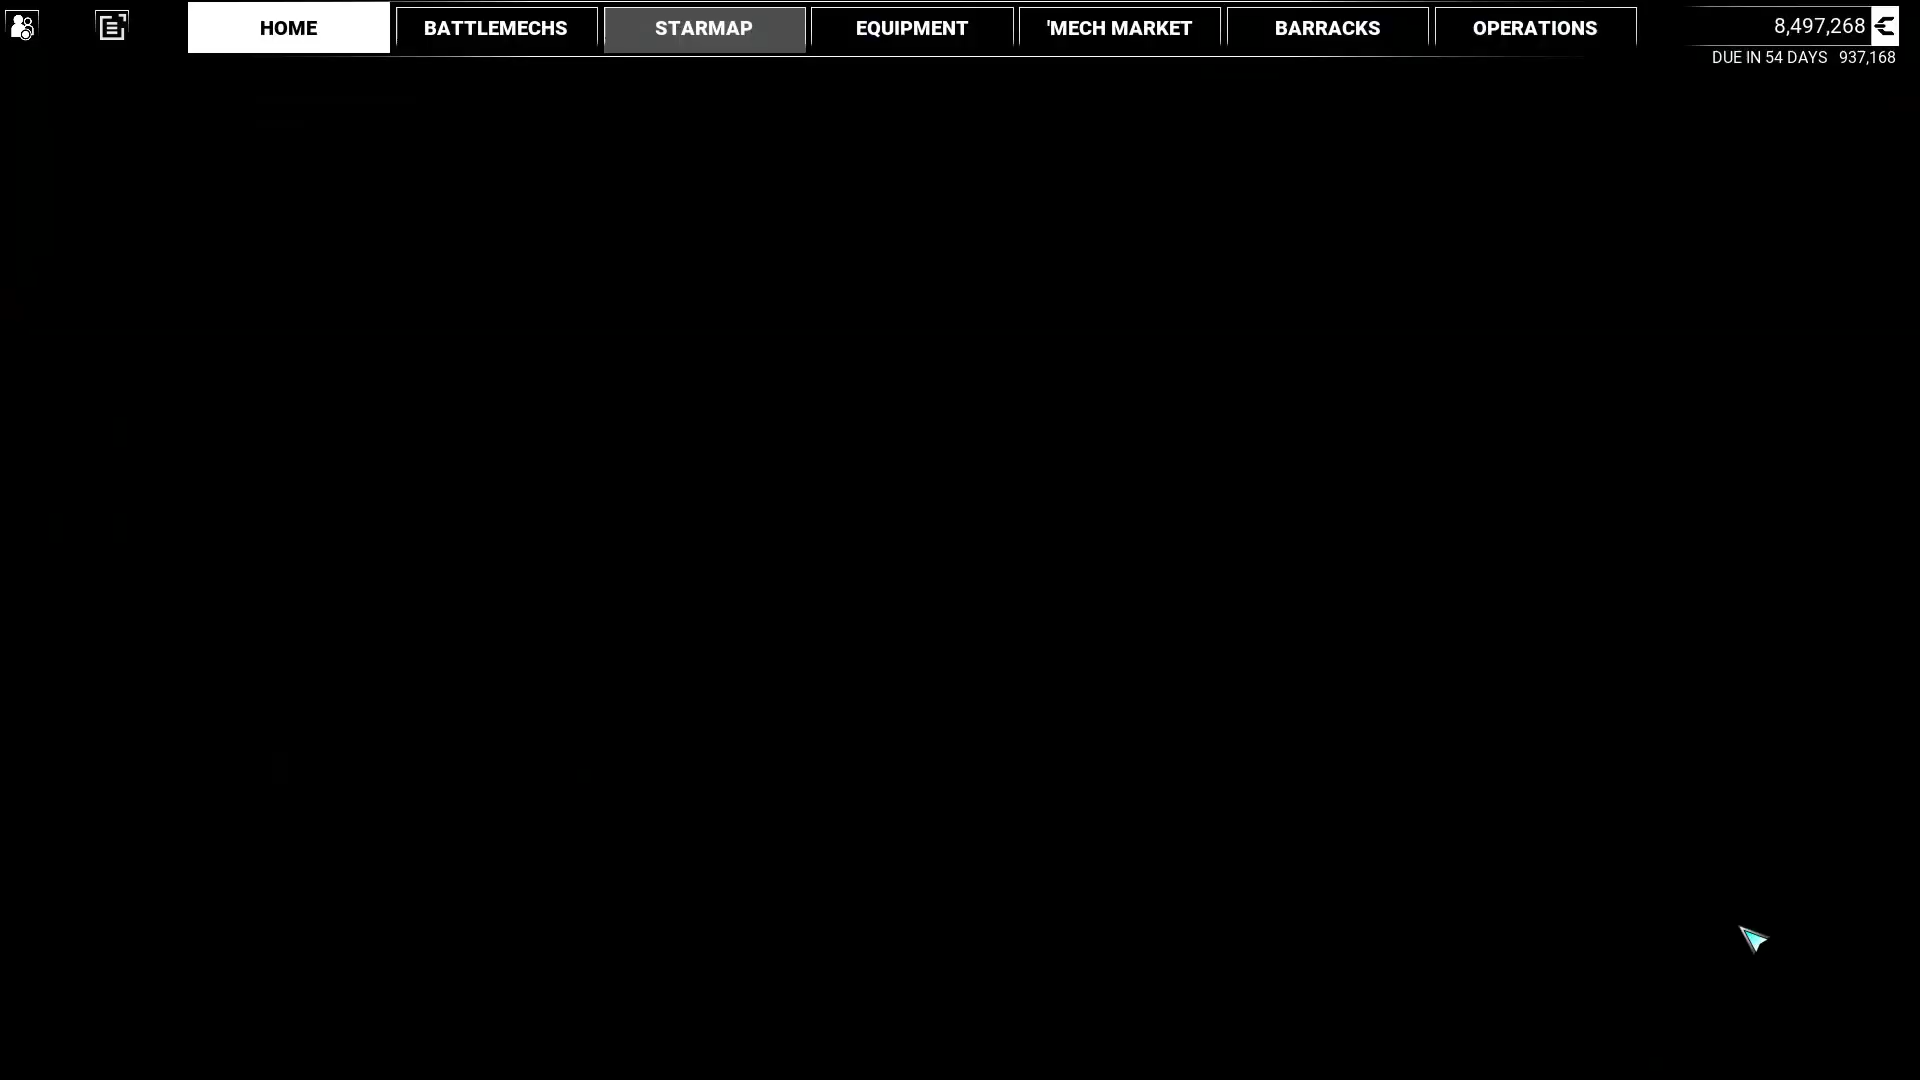 HOME
BATTLEMECHS
STARMAP
EQUIPMENT
'MECH MARKET
BARRACKS
OPERATIONS
8,497,268
DUE IN 54 DAYS 937,168